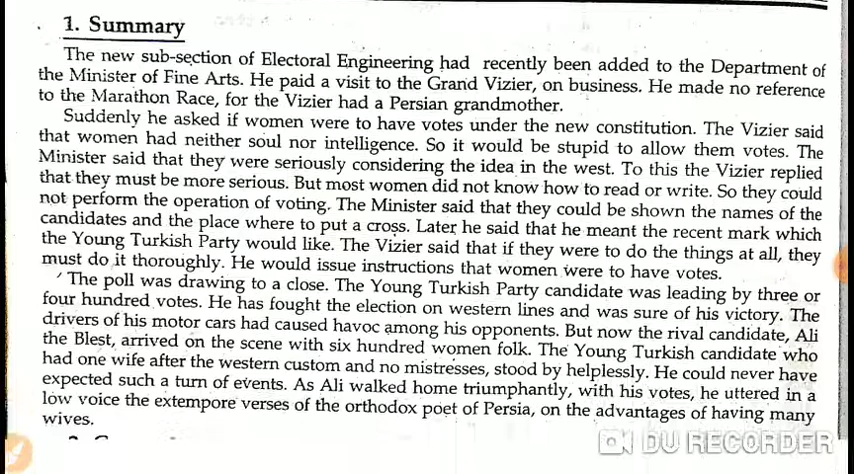 1. Summary
The new sub-section of Electoral Engineering had recently been added to the Department of
the Minister of Fine Arts. He paid a visit to the Grand Vizier, on business. He made no reference
to the Marathon Race, for the Vizier had a Persian grandmother.
Suddenly he asked if women were to have votes under the new constitution. The Vizier said
that women had neither soul nor intelligence. So it would be stupid to allow them votes. The
Minister said that they were seriously considering the idea in the west. To this the Vizier replied
that they must be more serious. But most women did not know how to read or write. So they could
not perform the operation of voting. The Minister said that they could be shown the names of the
candidates and the place where to put a cross. Later he said that he meant the recent mark which
the Young Turkish Party would like. The Vizier said that if they were to do the things at all, they
must do it thoroughly. He would issue instructions that women were to have votes.
The poll was drawing to a close. The Young Turkish Party candidate was leading by three or
four hundred votes. He has fought the election on western lines and was sure of his victory. The
drivers of his motor cars had caused havoc among his opponents. But now the rival candidate, Ali
the Blest, arrived on the scene with six hundred women folk. The Young Turkish candidate who
had one wife after the western custom and no mistresses, stood by helplessly. He could never have
expected such a turn of events. As Ali walked home triumphantly, with his votes, he uttered in a
low voice the extempore verses of the orthodox poet of Persia, on the advantages of having many
wives.
DU RECORDER